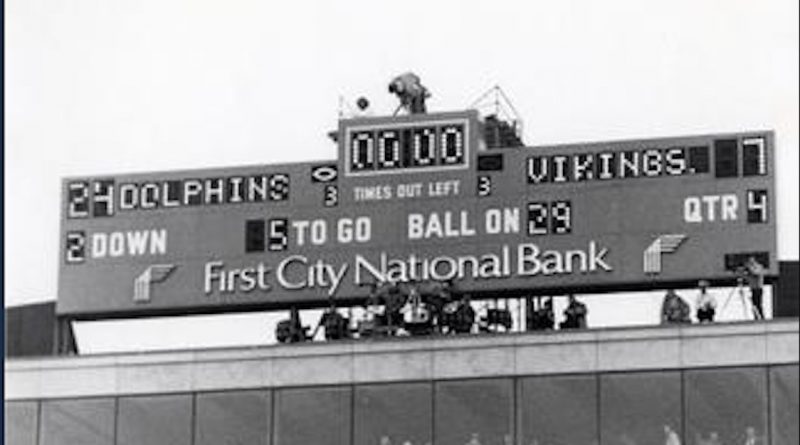 00:00
24 DOLPHINS VIKINGS. 7
3 TIMES OUT LEFT 3
2 DOWN 5 TO GO BALL ON 29 QTR 4
First City National Bank